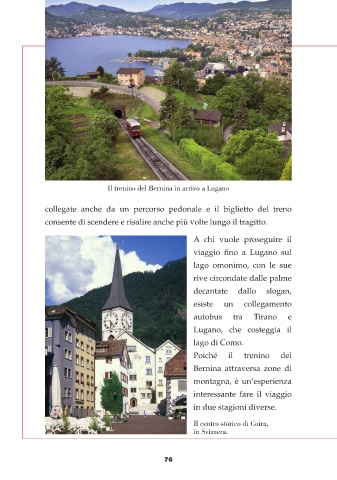 Il trenino del Bernina in arrivo a Lugano
collegate anche da un percorso pedonale e il biglietto del treno
consente di scendere e risalire anche più volte lungo il tragitto.
A chi vuole proseguire il
viaggio fino a Lugano sul
lago omonimo, con le sue
rive circondate dalle palme
decantate dallo slogan,
esiste un collegamento
autobus tra Tirano e
Lugano, che costeggia il
lago di Como.
Poiché il trenino del
Bernina attraversa zone di
montagna, è un'esperienza
interessante fare il viaggio
in due stagioni diverse.
Il centro storico di Coira,
in Svizzera.
76